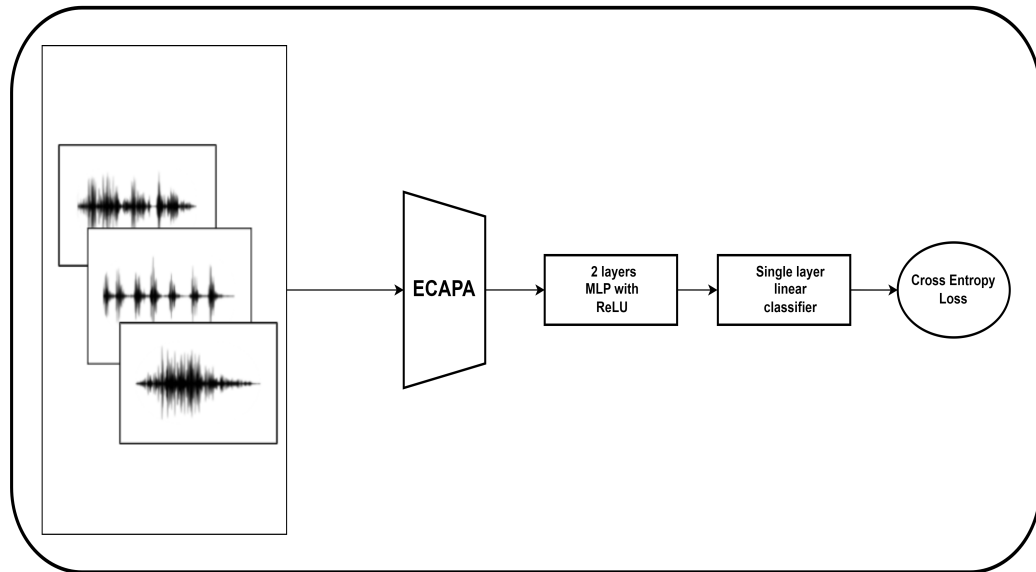 ECAPA
2 layers
MLP with
ReLU
Single layer
linear
classifier
Cross Entropy
Loss